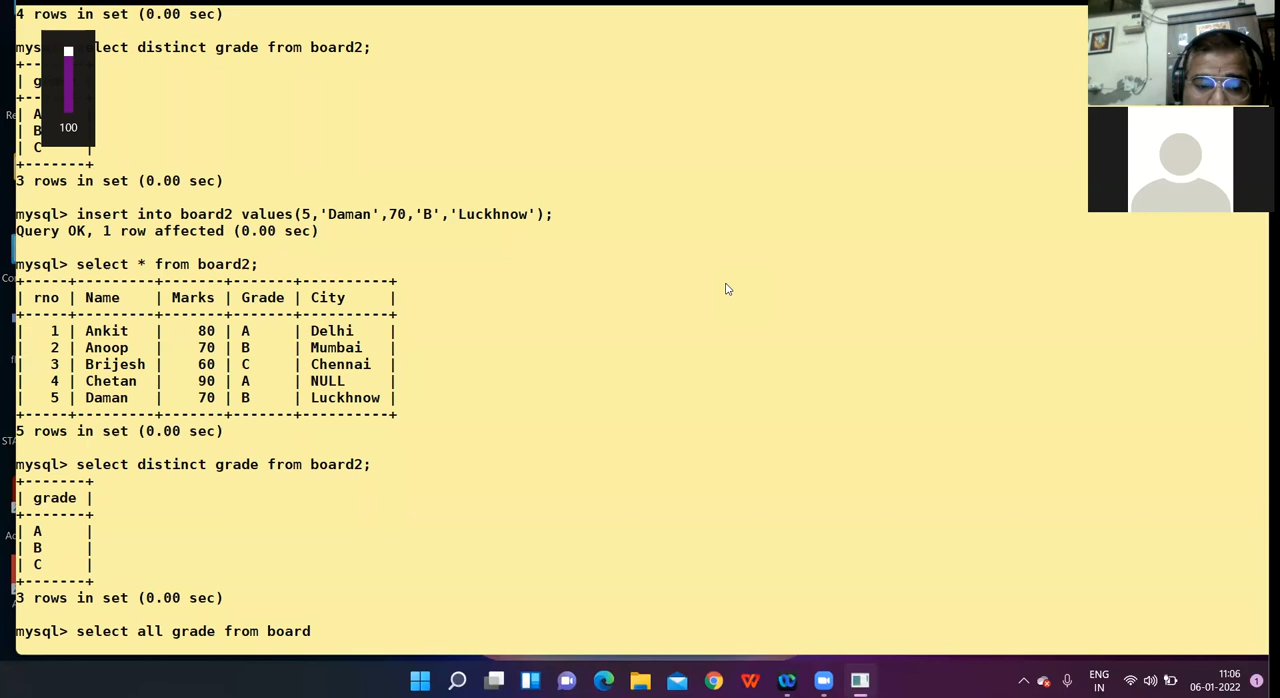 4 rows in set (0.00 sec)
mysql> select distinct grade from board2;
+-------+
| grade |
+-------+
| A |
| B |
| C |
+-------+
3 rows in set (0.00 sec)
mysql> insert into board2 values(5,'Daman',70,'B','Luckhnow');
Query OK, 1 row affected (0.00 sec)
mysql> select * from board2;
+-----+---------+-------+-------+----------+
| rno | Name    | Marks | Grade | City     |
+-----+---------+-------+-------+----------+
|   1 | Ankit   |    80 | A     | Delhi    |
|   2 | Anoop   |    70 | B     | Mumbai   |
|   3 | Brijesh |    60 | C     | Chennai  |
|   4 | Chetan  |    90 | A     | NULL     |
|   5 | Daman   |    70 | B     | Luckhnow |
+-----+---------+-------+-------+----------+
5 rows in set (0.00 sec)
mysql> select distinct grade from board2;
+-------+
| grade |
+-------+
| A     |
| B     |
| C     |
+-------+
3 rows in set (0.00 sec)
mysql> select all grade from board
100
ENG
IN
11:06
06-01-2022
1